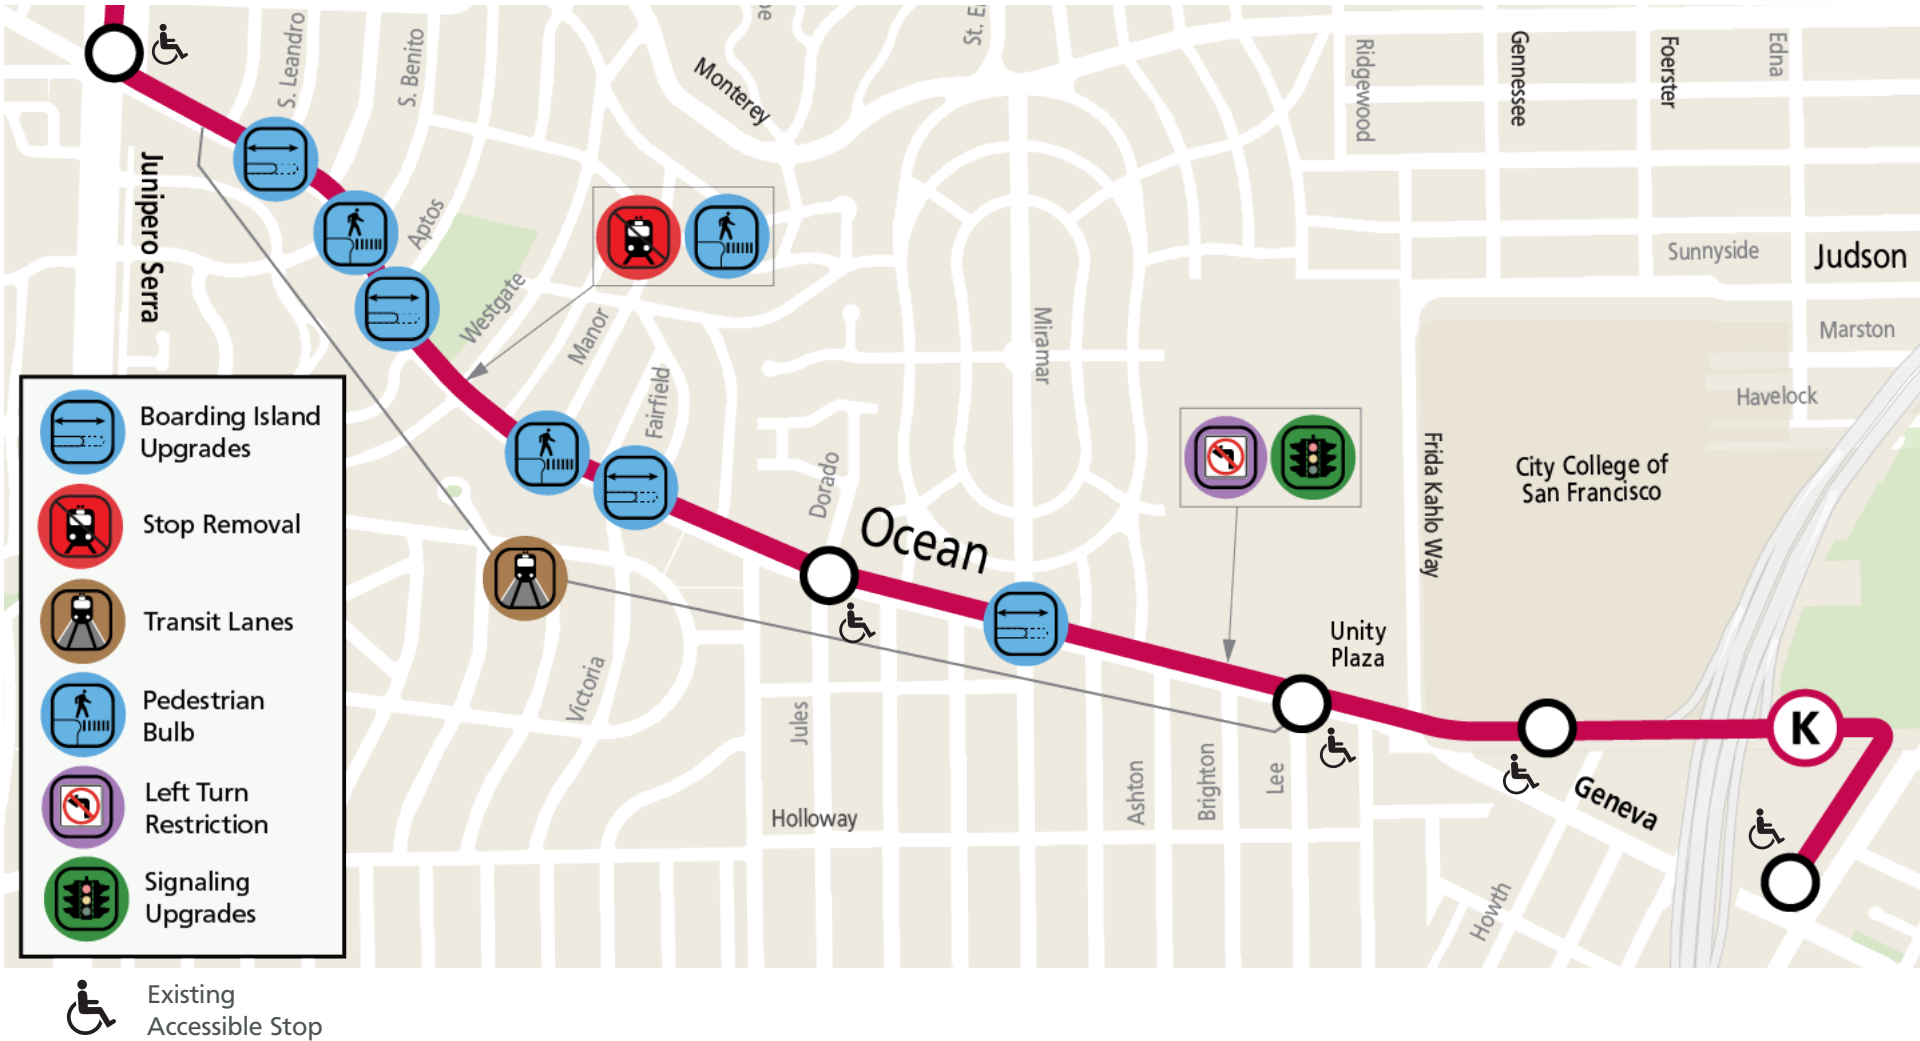 S. Leandro
S. Benito
Monterey
St. E
Ridgewood
Gennessee
Foerster
Edna
Junipero Serra
Aptos
Westgate
Manor
Fairfield
Miramar
Sunnyside
Judson
Marston
Havelock
Frida Kahlo Way
City College of
San Francisco
Dorado
Ocean
Unity
Plaza
K
Victoria
Jules
Holloway
Ashton
Brighton
Lee
Geneva
Howth
Boarding Island
Upgrades
Stop Removal
Transit Lanes
Pedestrian
Bulb
Left Turn
Restriction
Signaling
Upgrades
Existing
Accessible Stop